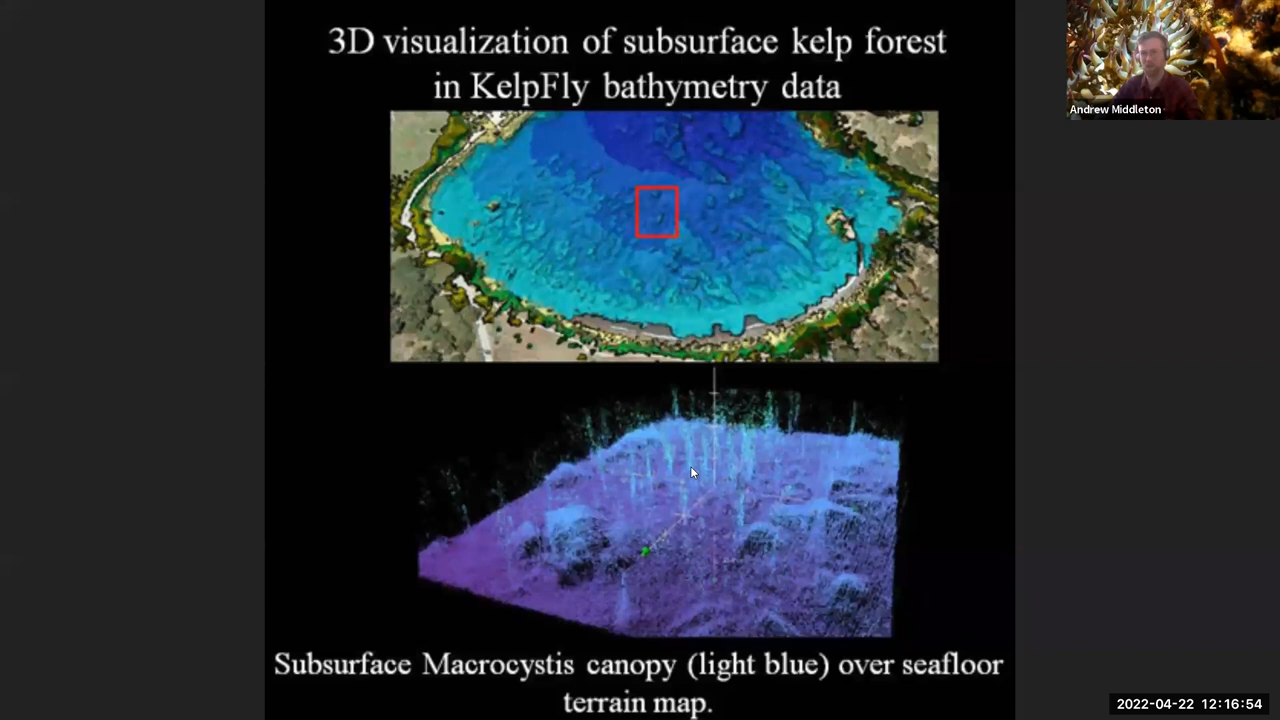 3D visualization of subsurface kelp forest
in KelpFly bathymetry data
Andrew Middleton
Subsurface Macrocystis canopy (light blue) over seafloor
terrain map.
2022-04-22 12:16:54